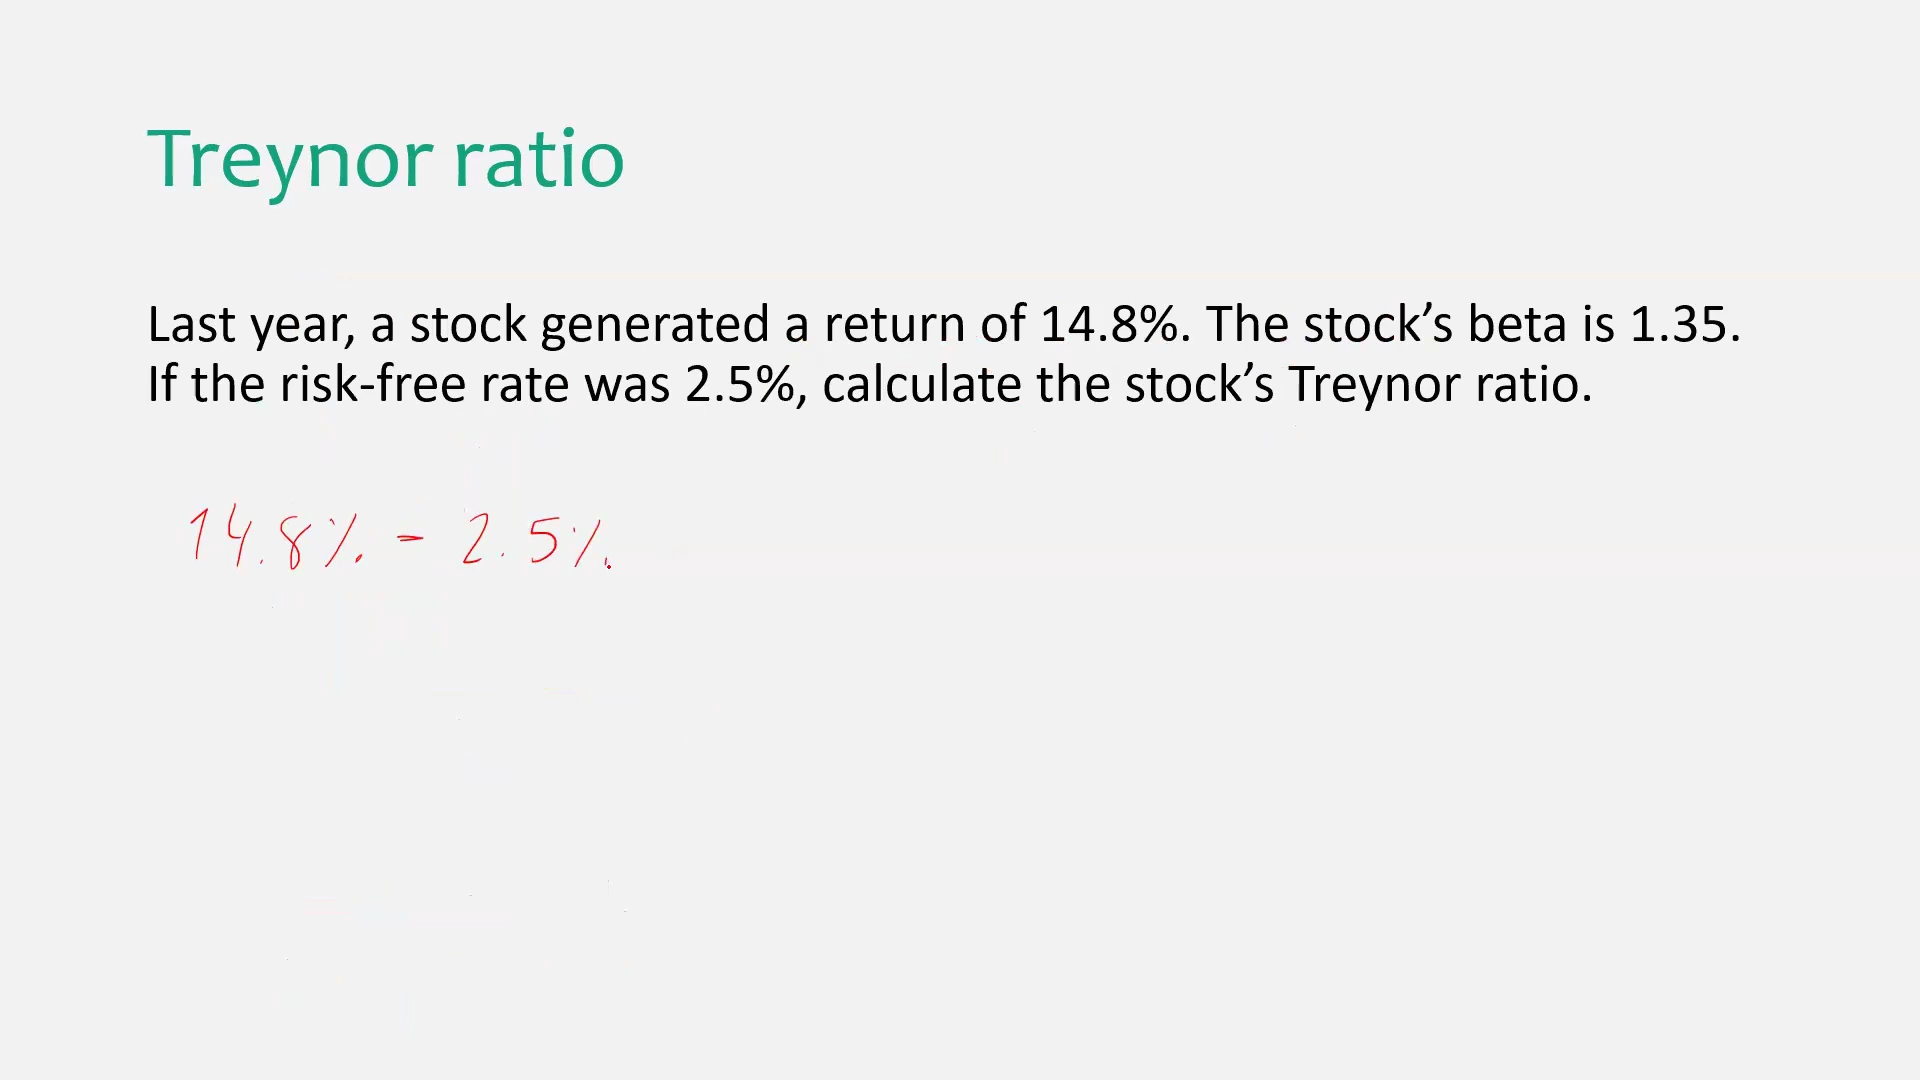 Treynor ratio
Last year, a stock generated a return of 14.8%. The stock’s beta is 1.35.
If the risk-free rate was 2.5%, calculate the stock’s Treynor ratio.
14.8% - 2.5%